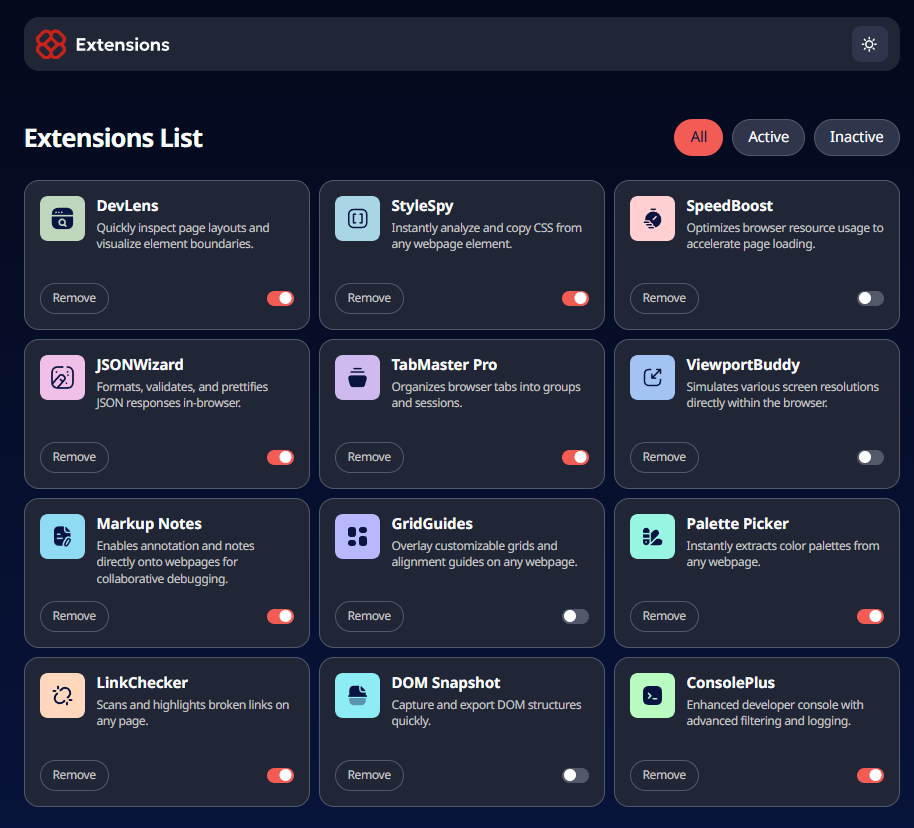 Extensions
Extensions List
All
Active
Inactive
DevLens
Quickly inspect page layouts and
visualize element boundaries.
Remove
StyleSpy
Instantly analyze and copy CSS from
any webpage element.
Remove
SpeedBoost
Optimizes browser resource usage to
accelerate page loading.
Remove
JSONWizard
Formats, validates, and prettifies
JSON responses in-browser.
Remove
TabMaster Pro
Organizes browser tabs into groups
and sessions.
Remove
ViewportBuddy
Simulates various screen resolutions
directly within the browser.
Remove
Markup Notes
Enables annotation and notes
directly onto webpages for
collaborative debugging.
Remove
GridGuides
Overlay customizable grids and
alignment guides on any webpage.
Remove
Palette Picker
Instantly extracts color palettes from
any webpage.
Remove
LinkChecker
Scans and highlights broken links on
any page.
Remove
DOM Snapshot
Capture and export DOM structures
quickly.
Remove
ConsolePlus
Enhanced developer console with
advanced filtering and logging.
Remove